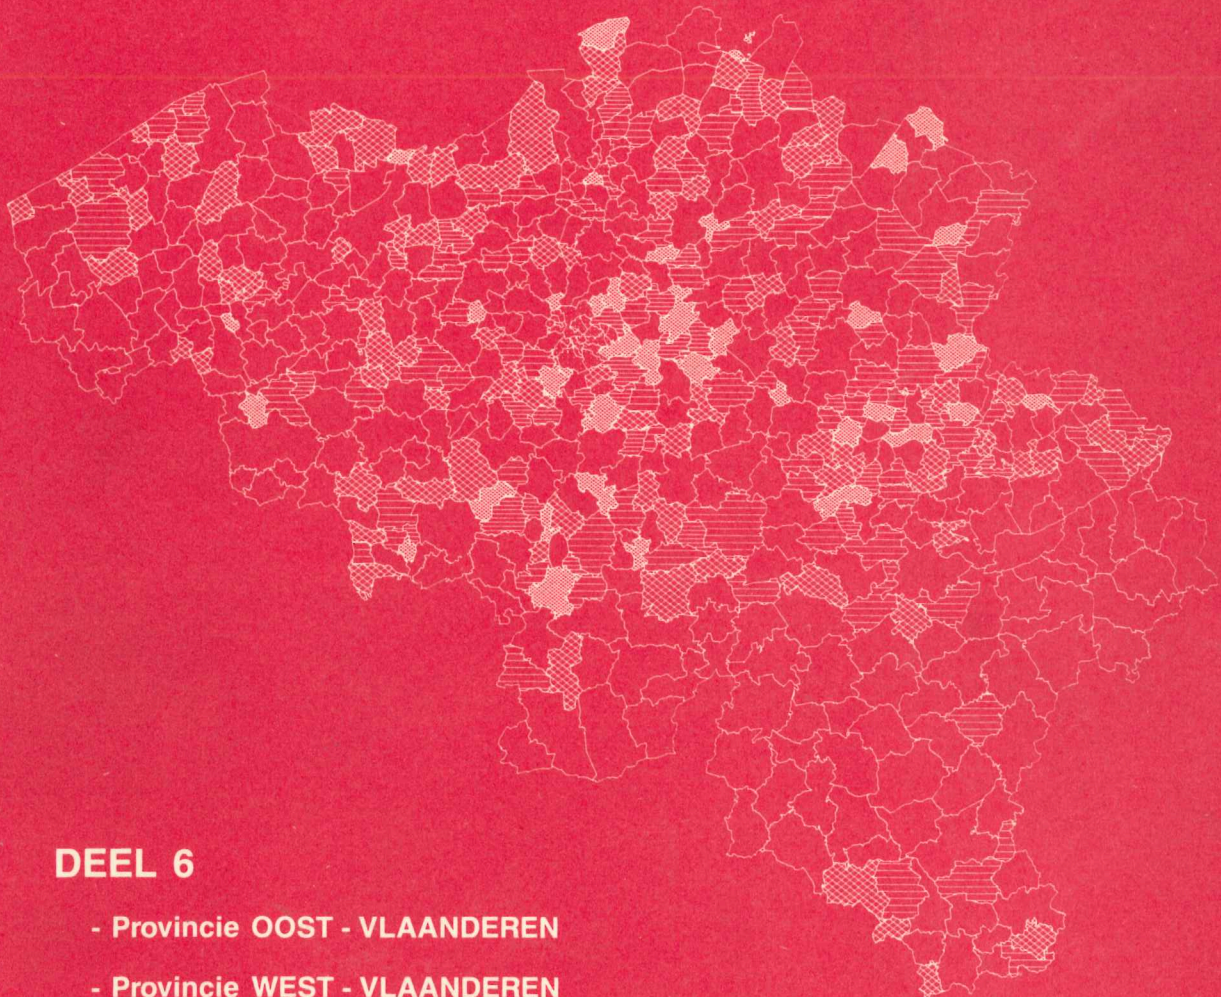 DEEL 6
- Provincie OOST - VLAANDEREN
- Provincie WEST - VLAANDEREN